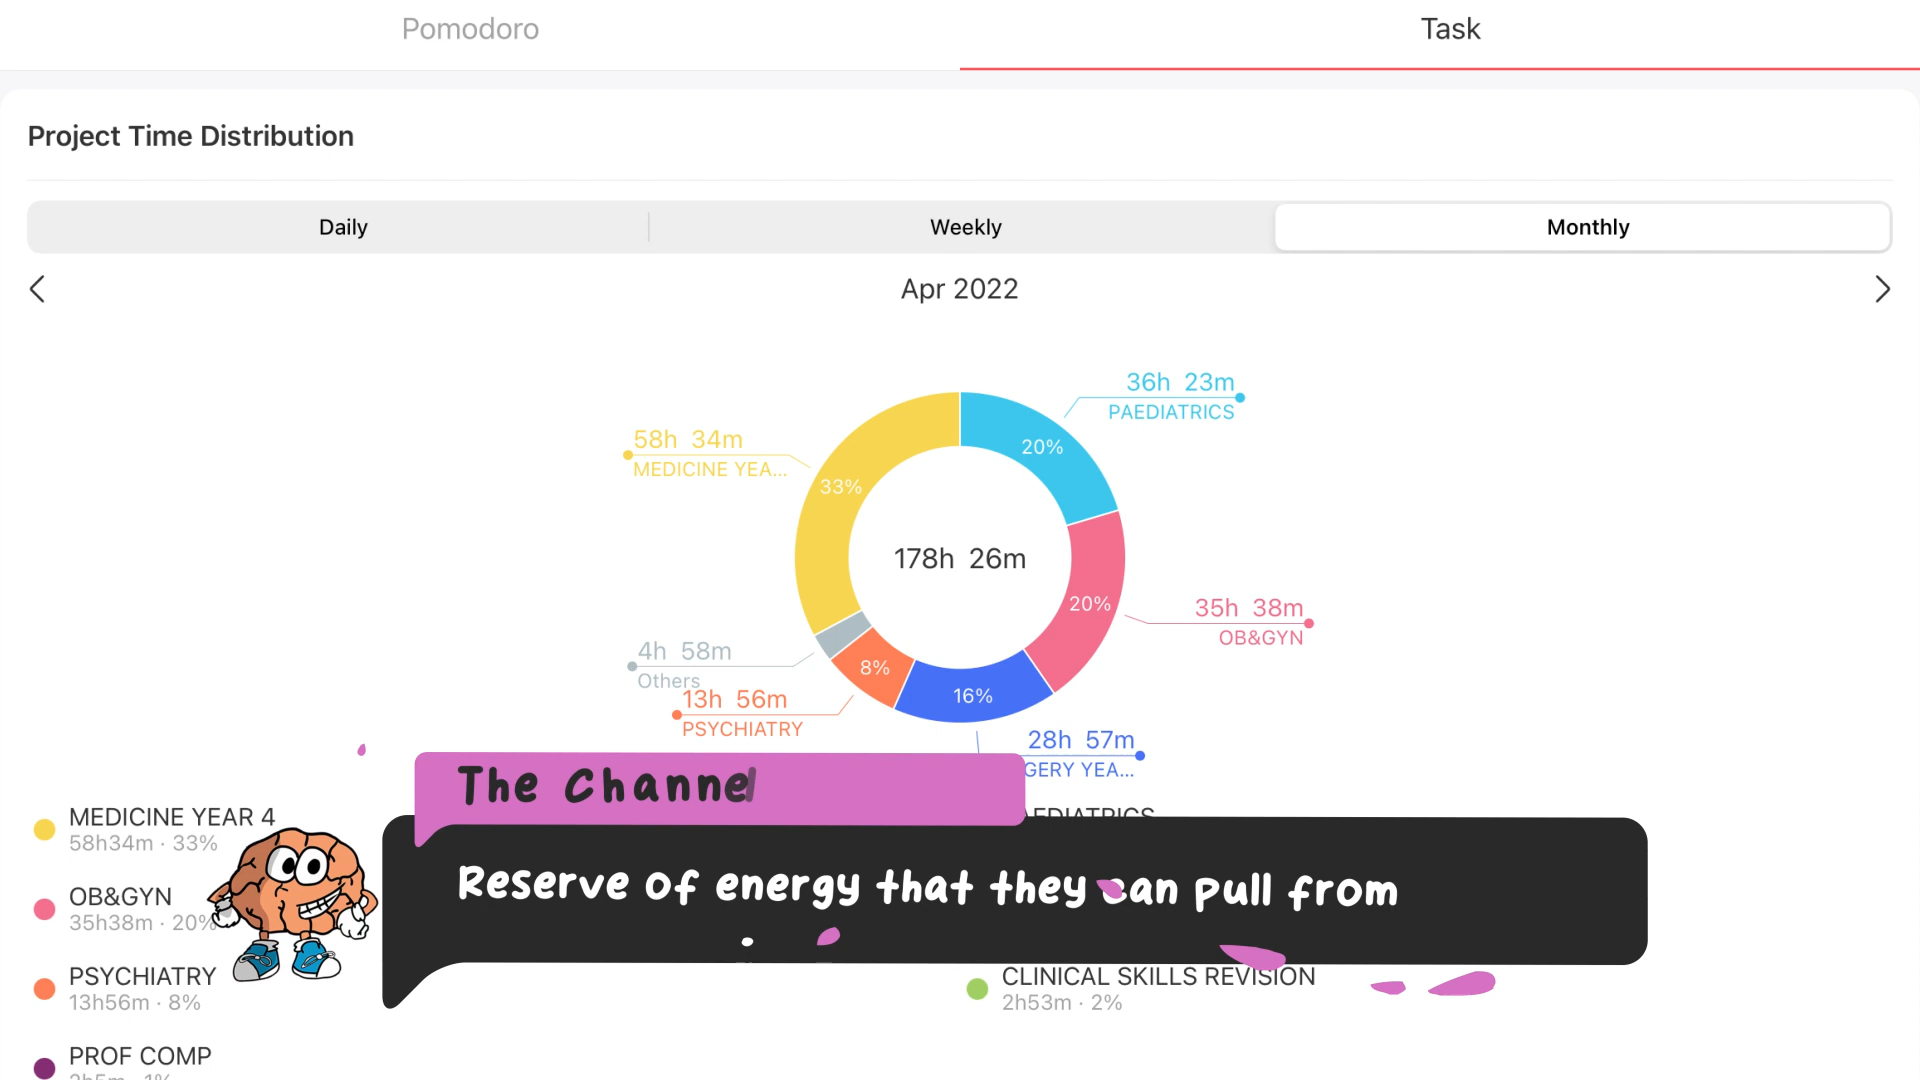 Pomodoro
Task
Project Time Distribution
Daily
Weekly
Monthly
Apr 2022
36h 23m
PAEDIATRICS
58h 34m
MEDICINE YEA...
20%
33%
178h 26m
20%
35h 38m
OB&GYN
4h 58m
Others
8%
16%
13h 56m
PSYCHIATRY
28h 57m
GERY YEA...
The Channel
MEDICINE YEAR 4
58h34m · 33%
Reserve of energy that they can pull from
OB&GYN
35h38m · 20%
PSYCHIATRY
13h56m · 8%
CLINICAL SKILLS REVISION
2h53m · 2%
PROF COMP